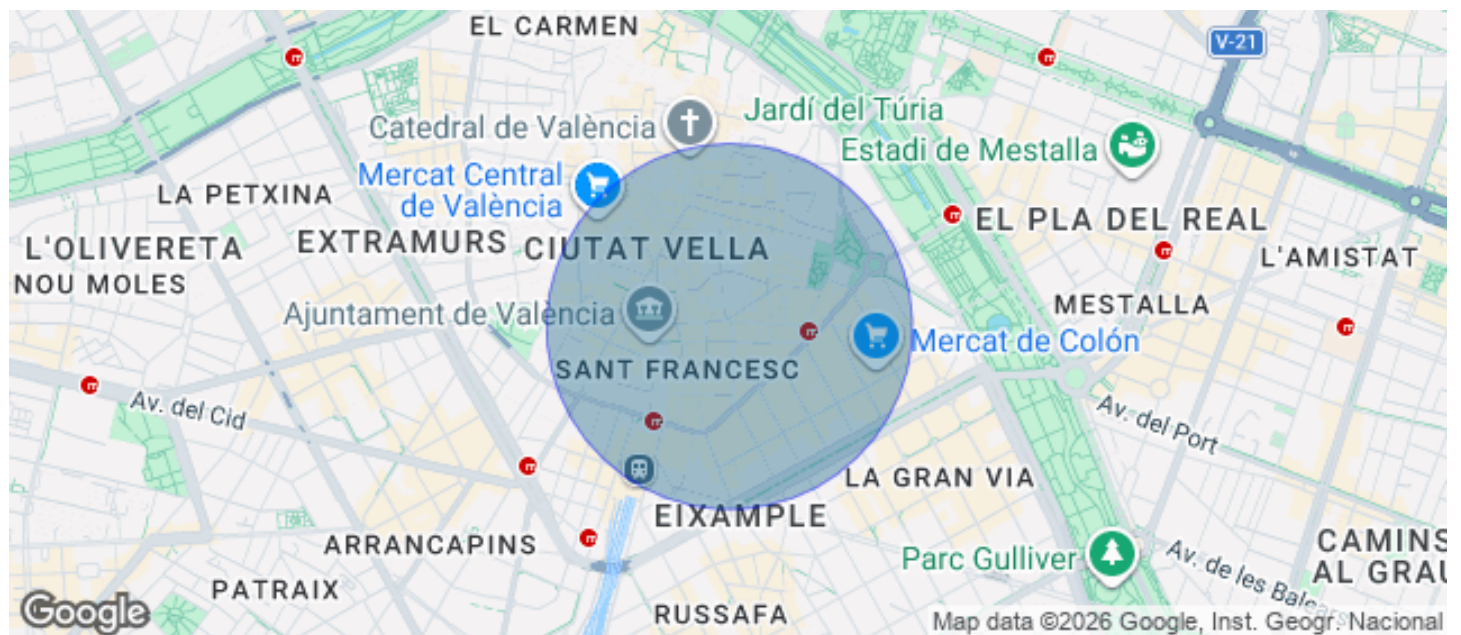 EL CARMEN
V-21
Jardí del Túria
Catedral de València
Estadi de Mestalla
Mercat Central
de València
LA PETXINA
EL PLA DEL REAL
L'OLIVERETA
EXTRAMURS
CIUTAT VELLA
L'AMISTAT
NOU MOLES
MESTALLA
Ajuntament de València
Mercat de Colón
SANT FRANCESC
Av. del Cid
Av. del Port
LA GRAN VIA
EIXAMPLE
ARRANCAPINS
Parc Gulliver
CAMINS
AL GRAU
Av. de les Balears
PATRAIX
RUSSAFA
Google
Map data ©2026 Google, Inst. Geogr. Nacional